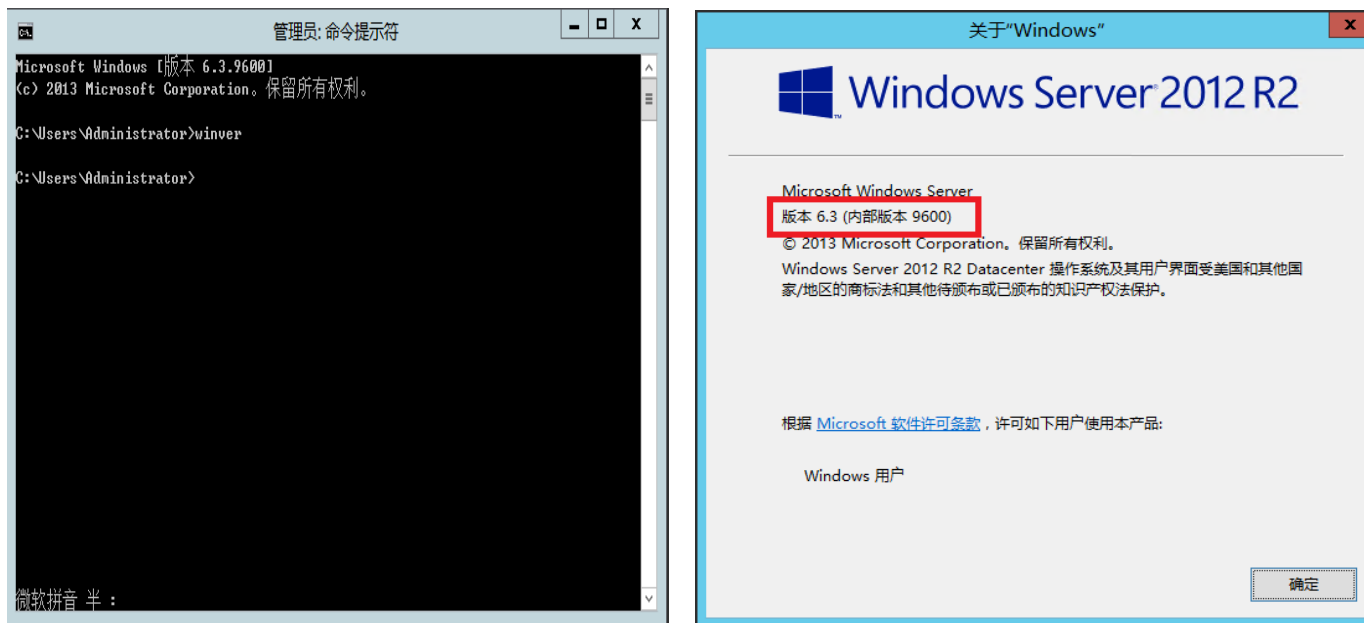 管理员: 命令提示符
Microsoft Windows [版本 6.3.9600]
(c) 2013 Microsoft Corporation。保留所有权利。
C:\Users\Administrator>winver
C:\Users\Administrator>
微软拼音 半 :
关于“Windows”
Windows Server 2012 R2
Microsoft Windows Server
版本 6.3 (内部版本 9600)
© 2013 Microsoft Corporation。保留所有权利。
Windows Server 2012 R2 Datacenter 操作系统及其用户界面受美国和其他国
家/地区的商标法和其他待颁布或已颁布的知识产权法保护。
根据 Microsoft 软件许可条款，许可如下用户使用本产品:
Windows 用户
确定